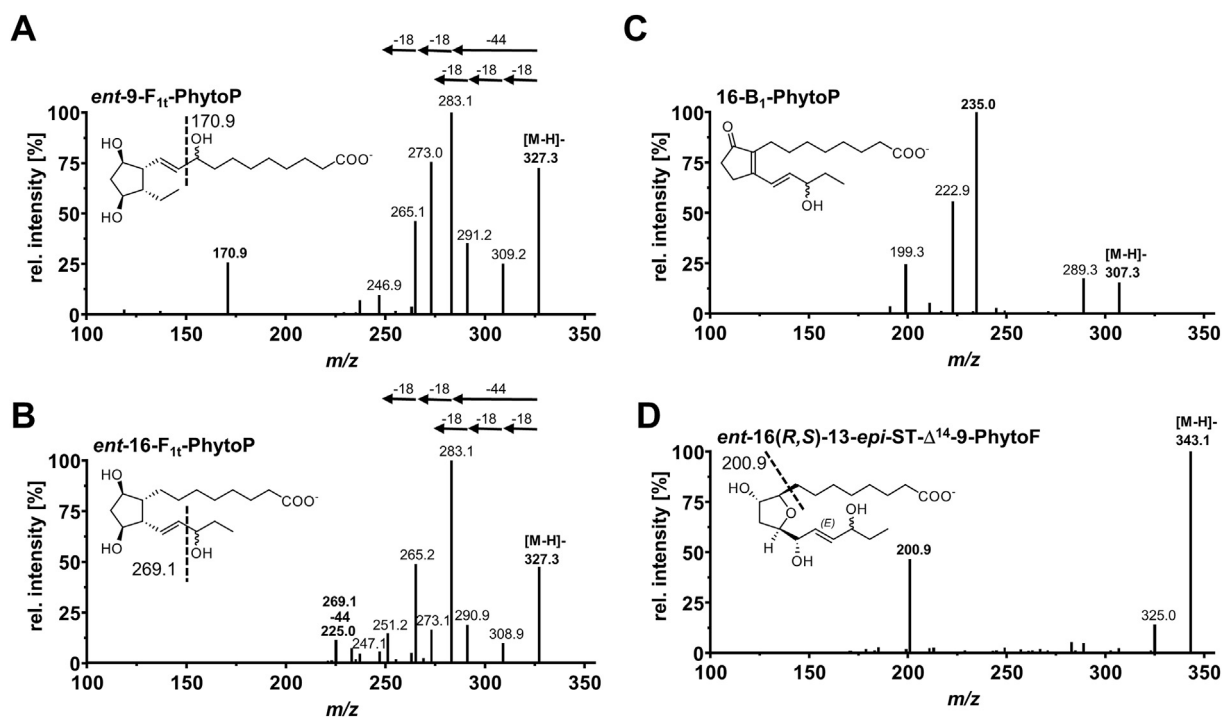 A
-18 -18 -44
-18 -18 -18
ent-9-F1t-PhytoP
170.9
OH
HO
COO-
HO
283.1
[M-H]-
327.3
273.0
265.1
291.2
309.2
170.9
246.9
rel. intensity [%]
100
75
50
25
0
100 150 200 250 300 350
m/z
C
16-B1-PhytoP
O
COO-
OH
235.0
222.9
199.3
289.3
[M-H]-
307.3
rel. intensity [%]
100
75
50
25
0
100 150 200 250 300 350
m/z
B
-18 -18 -44
-18 -18 -18
ent-16-F1t-PhytoP
HO
COO-
HO
OH
269.1
283.1
[M-H]-
327.3
265.2
269.1
-44
225.0
251.2
247.1
273.1
290.9
308.9
rel. intensity [%]
100
75
50
25
0
100 150 200 250 300 350
m/z
D
ent-16(R,S)-13-epi-ST-Δ14-9-PhytoF
200.9
HO
COO-
O
(E)
OH
H
OH
[M-H]-
343.1
200.9
325.0
rel. intensity [%]
100
75
50
25
0
100 150 200 250 300 350
m/z